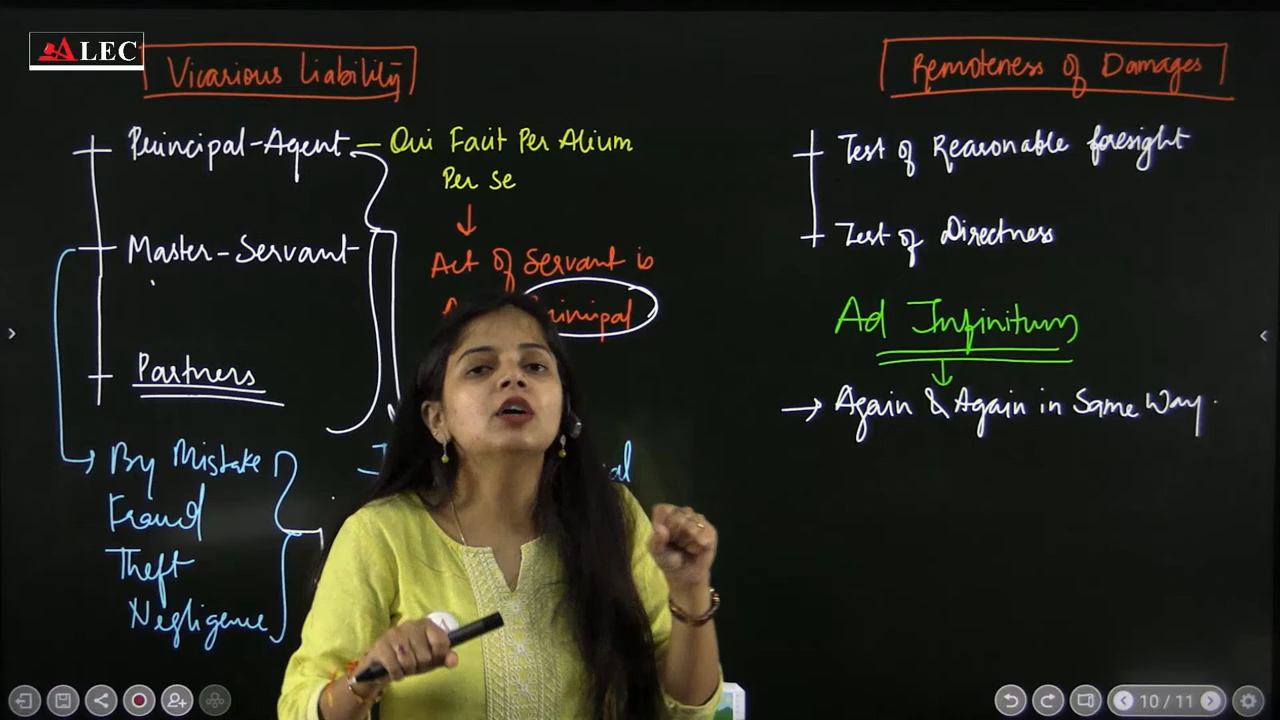 ALEC
Vicarious Liability
Principal-Agent – Qui Facit Per Alium
Per Se
Act of Servant is
Principal
Master-Servant
Partners
By Mistake
Fraud
Theft
Negligence
Remoteness of Damages
Test of Reasonable foresight
Test of Directness
Ad Infinitum
→ Again & Again in Same Way.
10 / 11